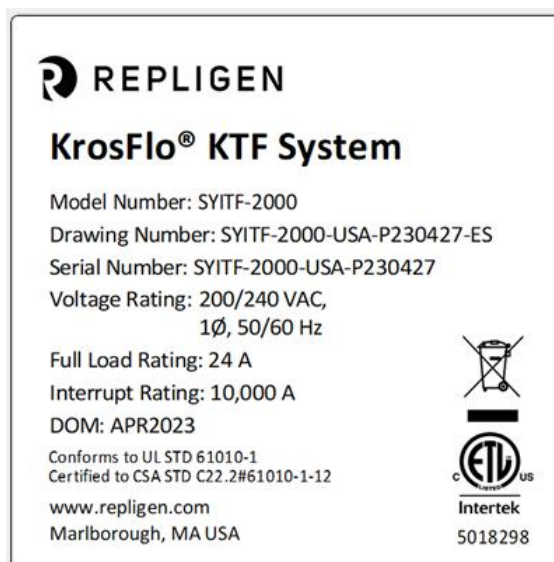 REPLIGEN
KrosFlo® KTF System
Model Number: SYITF-2000
Drawing Number: SYITF-2000-USA-P230427-ES
Serial Number: SYITF-2000-USA-P230427
Voltage Rating: 200/240 VAC,
1Ø, 50/60 Hz
Full Load Rating: 24 A
Interrupt Rating: 10,000 A
DOM: APR2023
Conforms to UL STD 61010-1
Certified to CSA STD C22.2#61010-1-12
www.repligen.com
Marlborough, MA USA
C ETL US
LISTED
Intertek
5018298